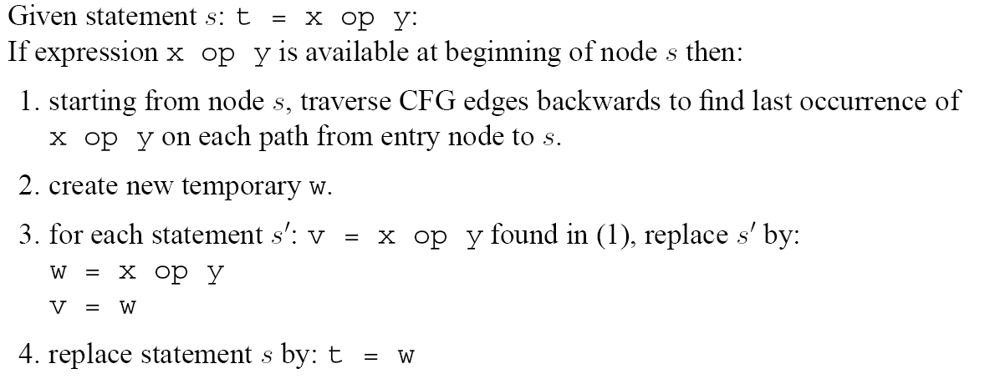 Given statement s: t = x op y:
If expression x op y is available at beginning of node s then:
1. starting from node s, traverse CFG edges backwards to find last occurrence of
x op y on each path from entry node to s.
2. create new temporary w.
3. for each statement s′: v = x op y found in (1), replace s′ by:
w = x op y
v = w
4. replace statement s by: t = w